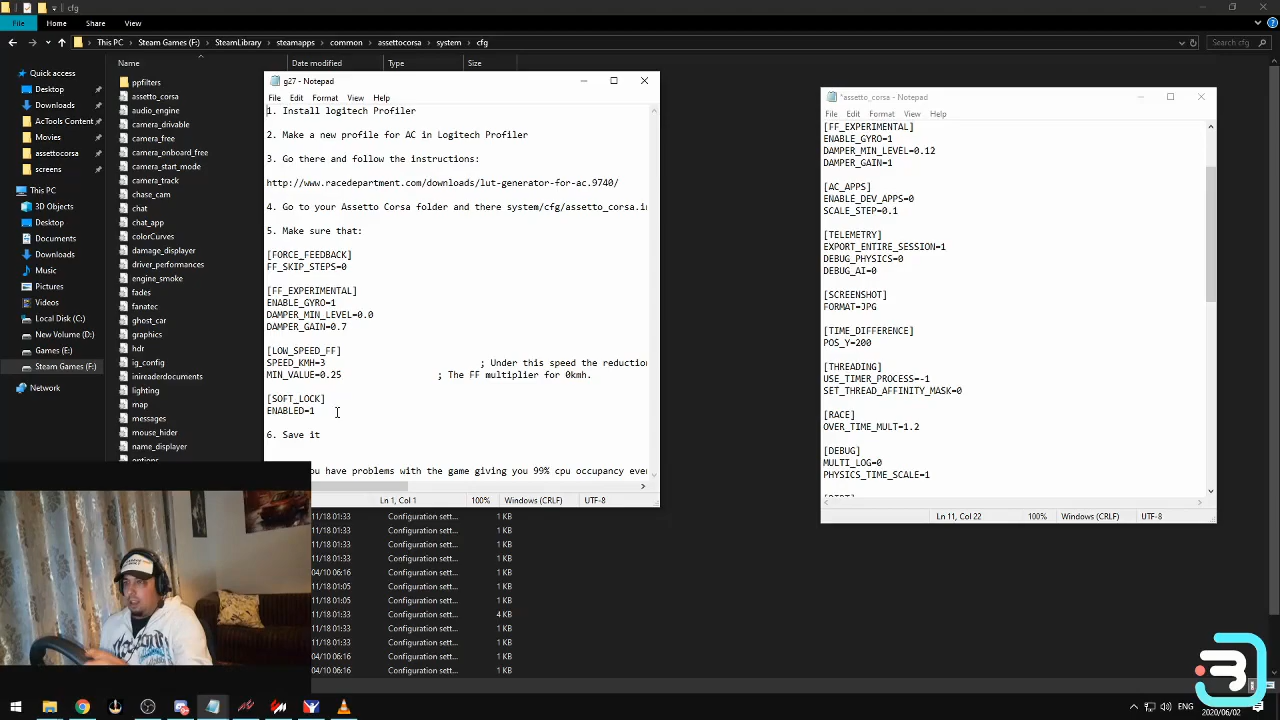 cfg
File
Home
Share
View
This PC
Steam Games (F:)
SteamLibrary
steamapps
common
assettocorsa
system
cfg
Search cfg
Name
Date modified
Type
Size
Quick access
Desktop
Downloads
AcTools Content
Movies
assettocorsa
screens
This PC
3D Objects
Desktop
Documents
Downloads
Music
Pictures
Videos
Local Disk (C:)
New Volume (D:)
Games (E:)
Steam Games (F:)
Network
ppfilters
assetto_corsa
audio_engine
camera_drivable
camera_free
camera_onboard_free
camera_start_mode
camera_track
chase_cam
chat
chat_app
colorCurves
damage_displayer
driver_performances
engine_smoke
fades
fanatec
ghost_car
graphics
hdr
ig_config
inireaderdocuments
lighting
map
messages
mouse_hider
name_displayer
options
g27 - Notepad
File Edit Format View Help
1. Install logitech Profiler
2. Make a new profile for AC in Logitech Profiler
3. Go there and follow the instructions:
http://www.racedepartment.com/downloads/lut-generator-for-ac.9740/
4. Go to your Assetto Corsa folder and there system/cfg/assetto_corsa.in
5. Make sure that:
[FORCE_FEEDBACK]
FF_SKIP_STEPS=0
[FF_EXPERIMENTAL]
ENABLE_GYRO=1
DAMPER_MIN_LEVEL=0.0
DAMPER_GAIN=0.7
[LOW_SPEED_FF]
SPEED_KMH=3 ; Under this speed the reduction
MIN_VALUE=0.25 ; The FF multiplier for 0kmh.
[SOFT_LOCK]
ENABLED=1
6. Save it
ou have problems with the game giving you 99% cpu occupancy eve
Ln 1, Col 1
100%
Windows (CRLF)
UTF-8
11/18 01:33 Configuration sett... 1 KB
11/18 01:33 Configuration sett... 1 KB
11/18 01:33 Configuration sett... 1 KB
11/18 01:33 Configuration sett... 1 KB
04/10 06:16 Configuration sett... 1 KB
11/18 01:05 Configuration sett... 1 KB
11/18 01:05 Configuration sett... 1 KB
11/18 01:33 Configuration sett... 4 KB
11/18 01:33 Configuration sett... 1 KB
11/18 01:33 Configuration sett... 1 KB
04/10 06:16 Configuration sett... 1 KB
04/10 06:16 Configuration sett... 1 KB
*assetto_corsa - Notepad
File Edit Format View Help
[FF_EXPERIMENTAL]
ENABLE_GYRO=1
DAMPER_MIN_LEVEL=0.12
DAMPER_GAIN=1
[AC_APPS]
ENABLE_DEV_APPS=0
SCALE_STEP=0.1
[TELEMETRY]
EXPORT_ENTIRE_SESSION=1
DEBUG_PHYSICS=0
DEBUG_AI=0
[SCREENSHOT]
FORMAT=JPG
[TIME_DIFFERENCE]
POS_Y=200
[THREADING]
USE_TIMER_PROCESS=-1
SET_THREAD_AFFINITY_MASK=0
[RACE]
OVER_TIME_MULT=1.2
[DEBUG]
MULTI_LOG=0
PHYSICS_TIME_SCALE=1
Ln 11, Col 22
100%
Windows (CRLF)
UTF-8
ENG
01:33
2020/06/02